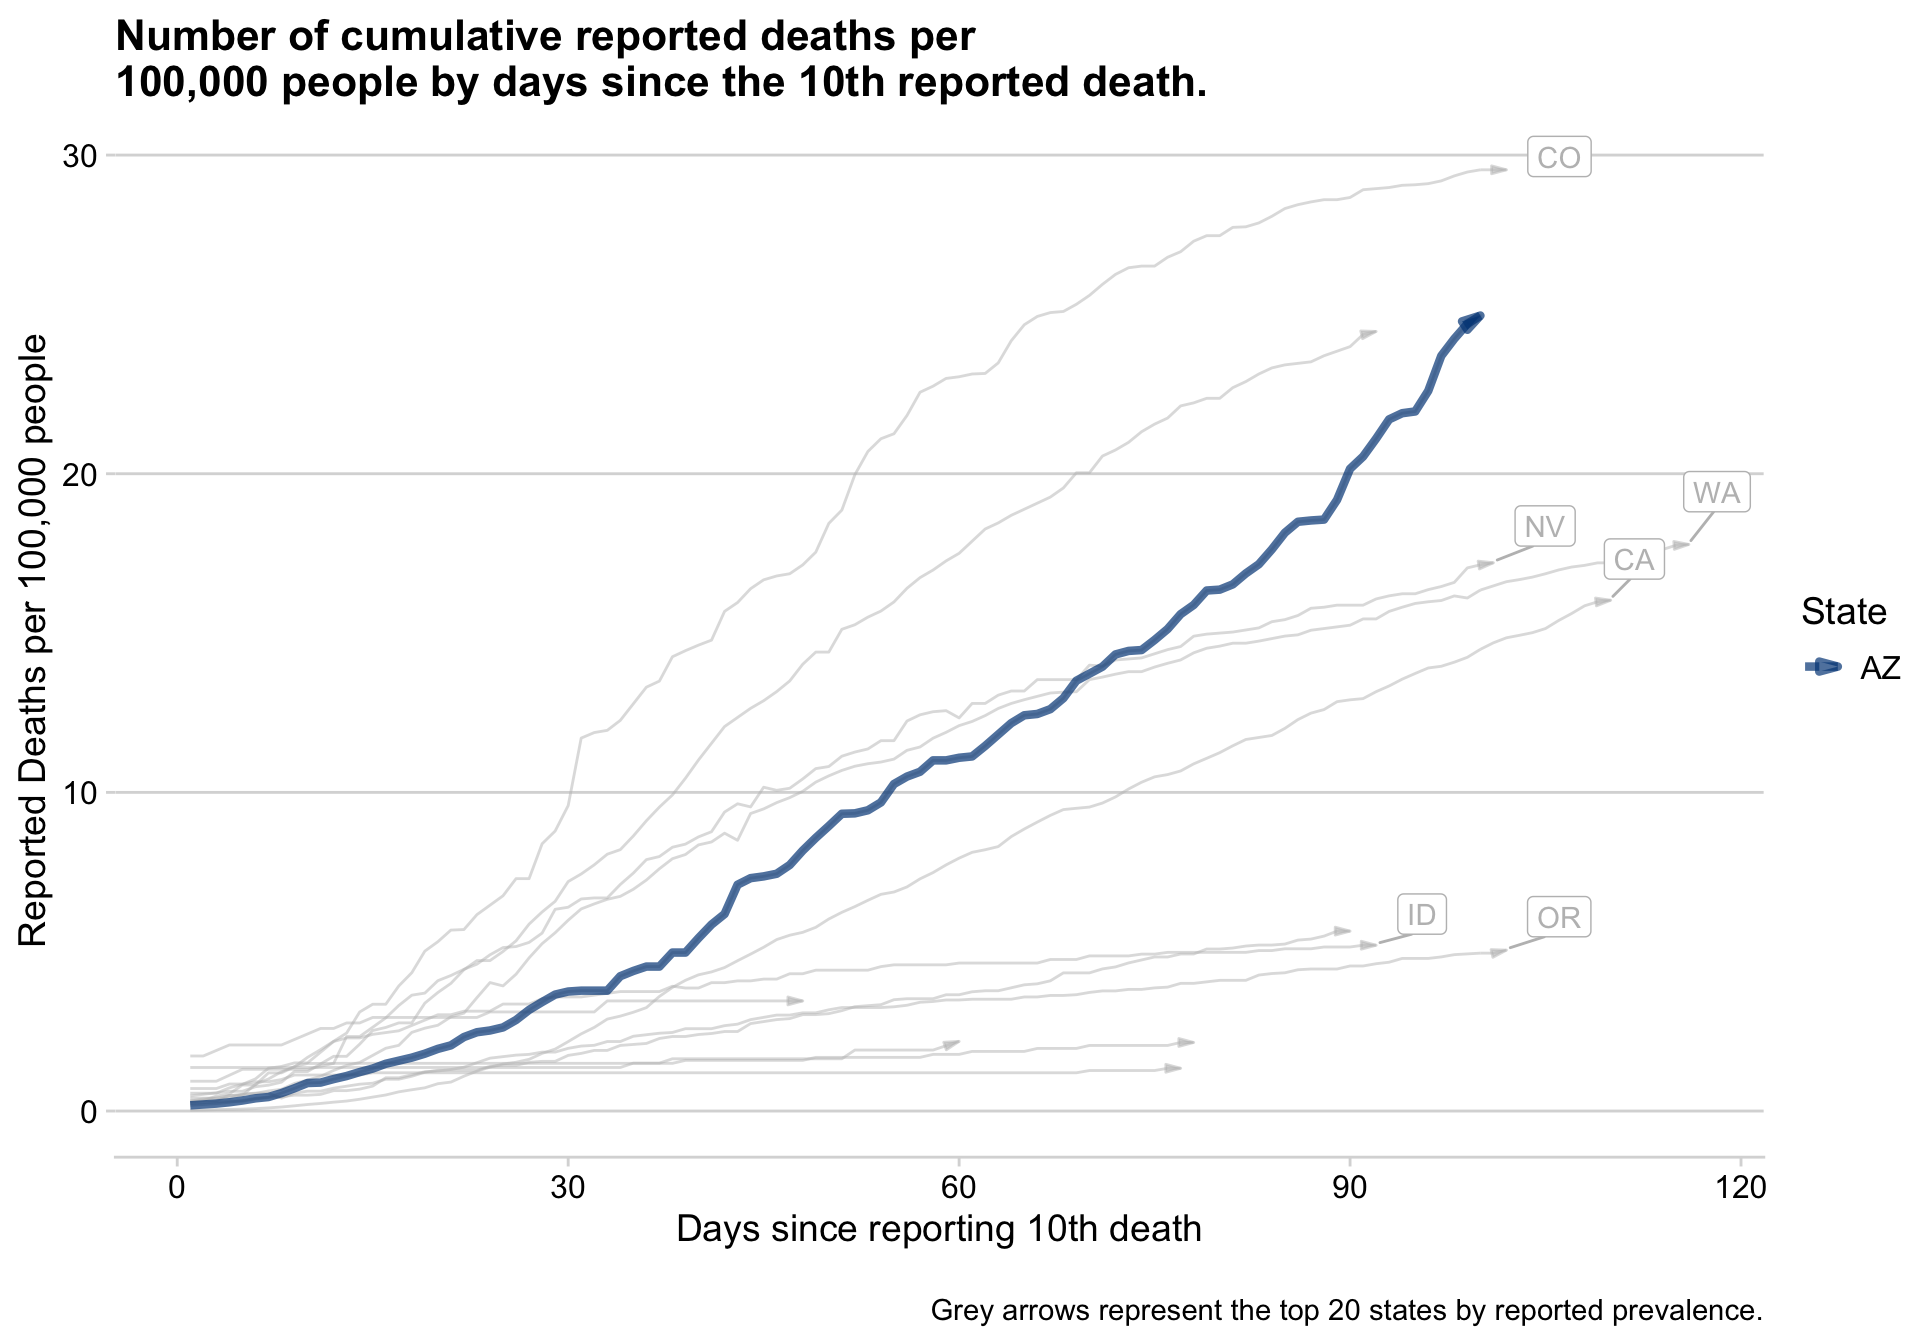 Number of cumulative reported deaths per
100,000 people by days since the 10th reported death.
Reported Deaths per 100,000 people
30
20
10
0
CO
WA
NV
CA
ID
OR
State
AZ
0 30 60 90 120
Days since reporting 10th death
Grey arrows represent the top 20 states by reported prevalence.